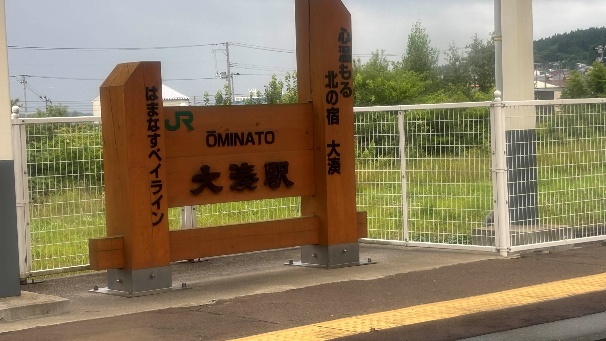 はまなすベイライン
JR
ŌMINATO
大湊駅
心温もる
北の宿 大湊